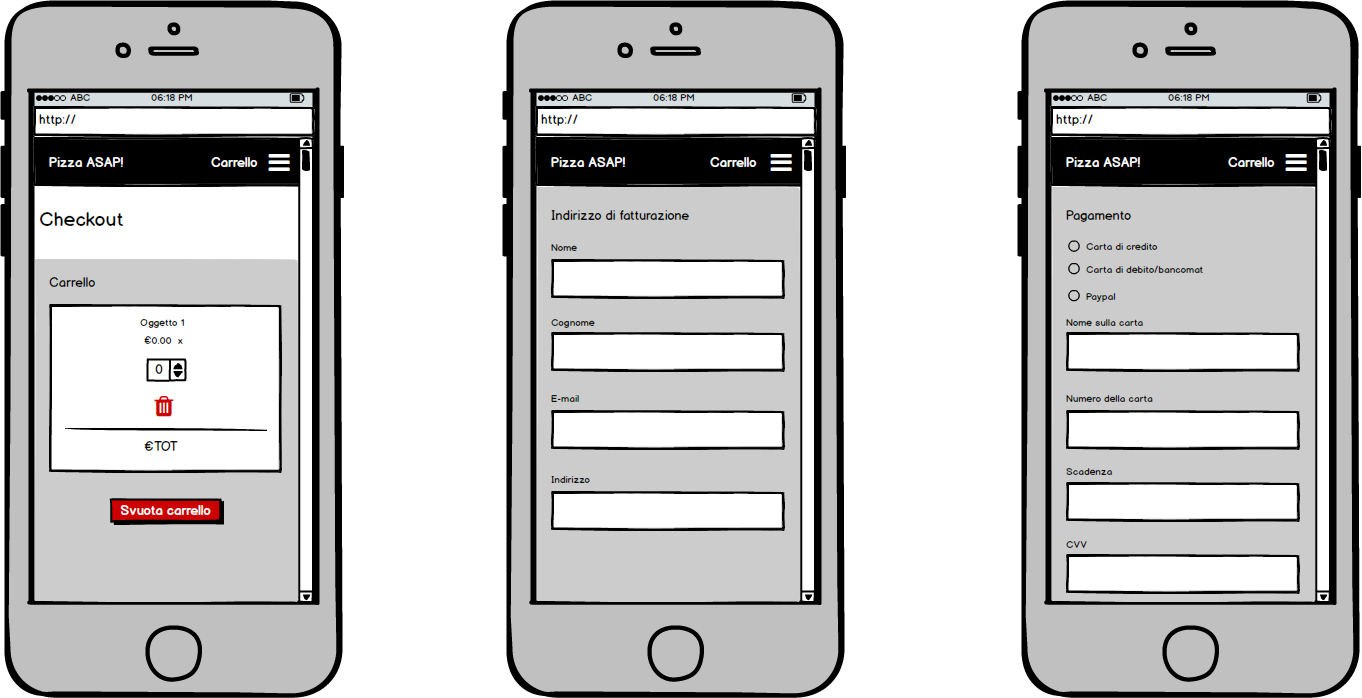 ABC 06:18 PM
http://
Pizza ASAP! Carrello
Checkout
Carrello
Oggetto 1
€0.00 x
0
€TOT
Svuota carrello
ABC 06:18 PM
http://
Pizza ASAP! Carrello
Indirizzo di fatturazione
Nome
Cognome
E-mail
Indirizzo
ABC 06:18 PM
http://
Pizza ASAP! Carrello
Pagamento
Carta di credito
Carta di debito/bancomat
Paypal
Nome sulla carta
Numero della carta
Scadenza
CVV